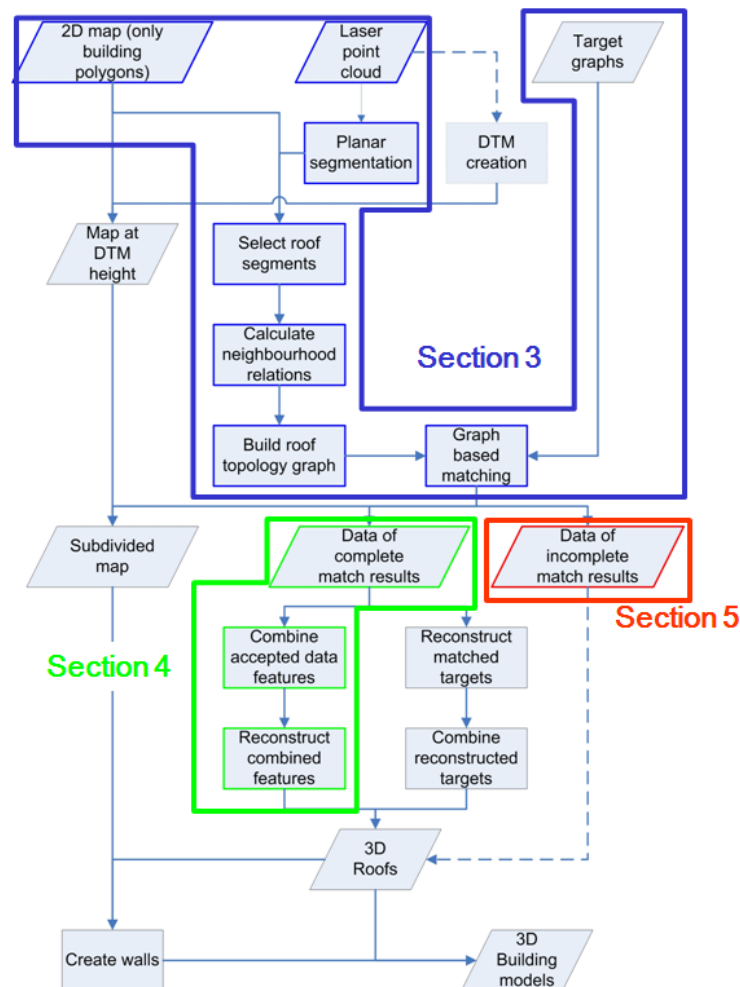 2D map (only
building
polygons)
Laser
point
cloud
Target
graphs
Planar
segmentation
DTM
creation
Map at
DTM
height
Select roof
segments
Calculate
neighbourhood
relations
Section 3
Build roof
topology graph
Graph
based
matching
Subdivided
map
Data of
complete
match results
Data of
incomplete
match results
Section 5
Section 4
Combine
accepted data
features
Reconstruct
matched
targets
Reconstruct
combined
features
Combine
reconstructed
targets
3D
Roofs
Create walls
3D
Building
models